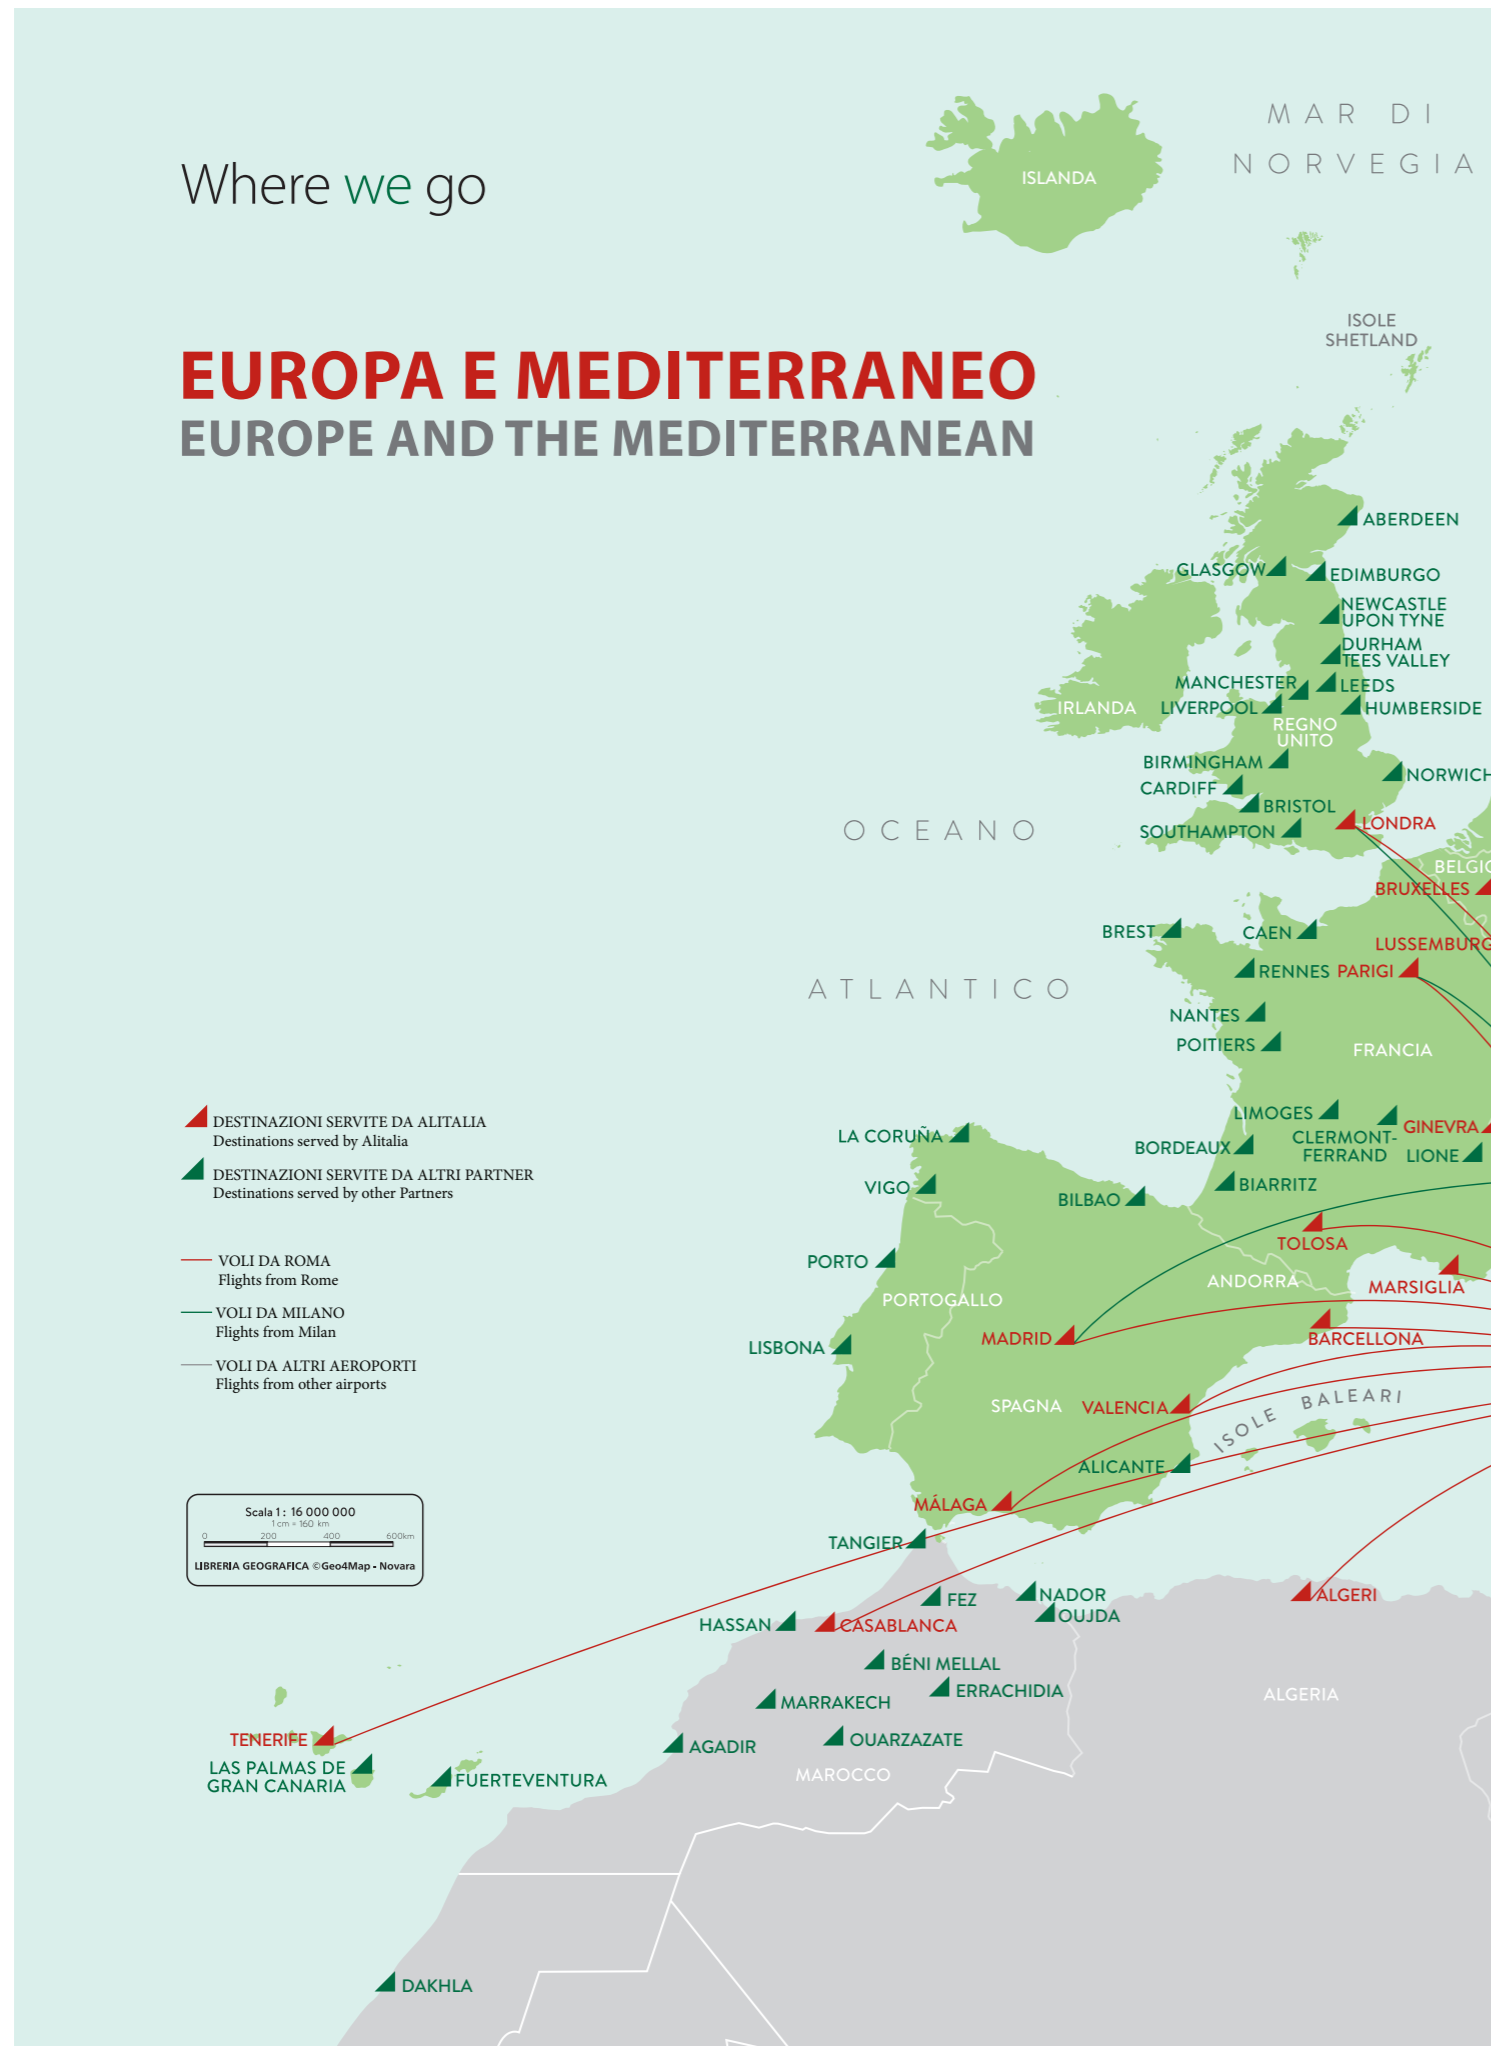 MAR DI
NORVEGIA
Where we go
ISLANDA
ISOLE
SHETLAND
EUROPA E MEDITERRANEO
EUROPE AND THE MEDITERRANEAN
ABERDEEN
GLASGOW
EDIMBURGO
NEWCASTLE
UPON TYNE
DURHAM
TEES VALLEY
MANCHESTER
LEEDS
IRLANDA
LIVERPOOL
HUMBERSIDE
REGNO
UNITO
BIRMINGHAM
NORWICH
CARDIFF
BRISTOL
OCEANO
SOUTHAMPTON
LONDRA
BELGIO
BRUXELLES
BREST
CAEN
LUSSEMBURG
RENNES
PARIGI
ATLANTICO
NANTES
POITIERS
FRANCIA
DESTINAZIONI SERVITE DA ALITALIA
Destinations served by Alitalia
LIMOGES
CLERMONT-
FERRAND
GINEVRA
LA CORUÑA
BORDEAUX
LIONE
DESTINAZIONI SERVITE DA ALTRI PARTNER
Destinations served by other Partners
VIGO
BILBAO
BIARRITZ
TOLOSA
VOLI DA ROMA
Flights from Rome
PORTO
ANDORRA
MARSIGLIA
PORTOGALLO
VOLI DA MILANO
Flights from Milan
MADRID
BARCELLONA
LISBONA
VOLI DA ALTRI AEROPORTI
Flights from other airports
SPAGNA
VALENCIA
ISOLE BALEARI
ALICANTE
MÁLAGA
Scala 1 : 16 000 000
1 cm = 160 km
0 200 400 600km
LIBRERIA GEOGRAFICA ©Geo4Map - Novara
TANGIER
FEZ
NADOR
ALGERI
OUJDA
HASSAN
CASABLANCA
BÉNI MELLAL
ERRACHIDIA
ALGERIA
MARRAKECH
TENERIFE
OUARZAZATE
AGADIR
LAS PALMAS DE
GRAN CANARIA
FUERTEVENTURA
MAROCCO
DAKHLA